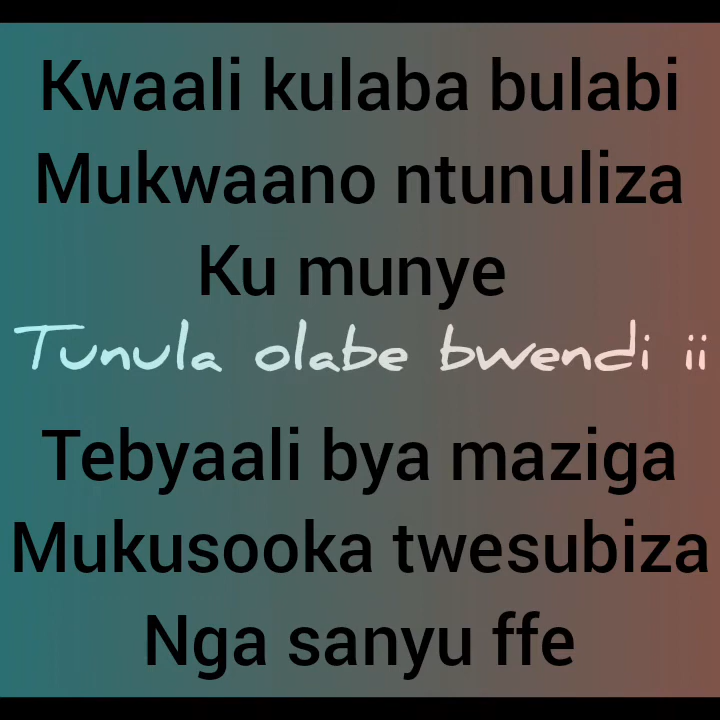 Kwaali kulaba bulabi
Mukwaano ntunuliza
Ku munye
Tunula olabe bwendi ii
Tebyaali bya maziga
Mukusooka twesubiza
Nga sanyu ffe